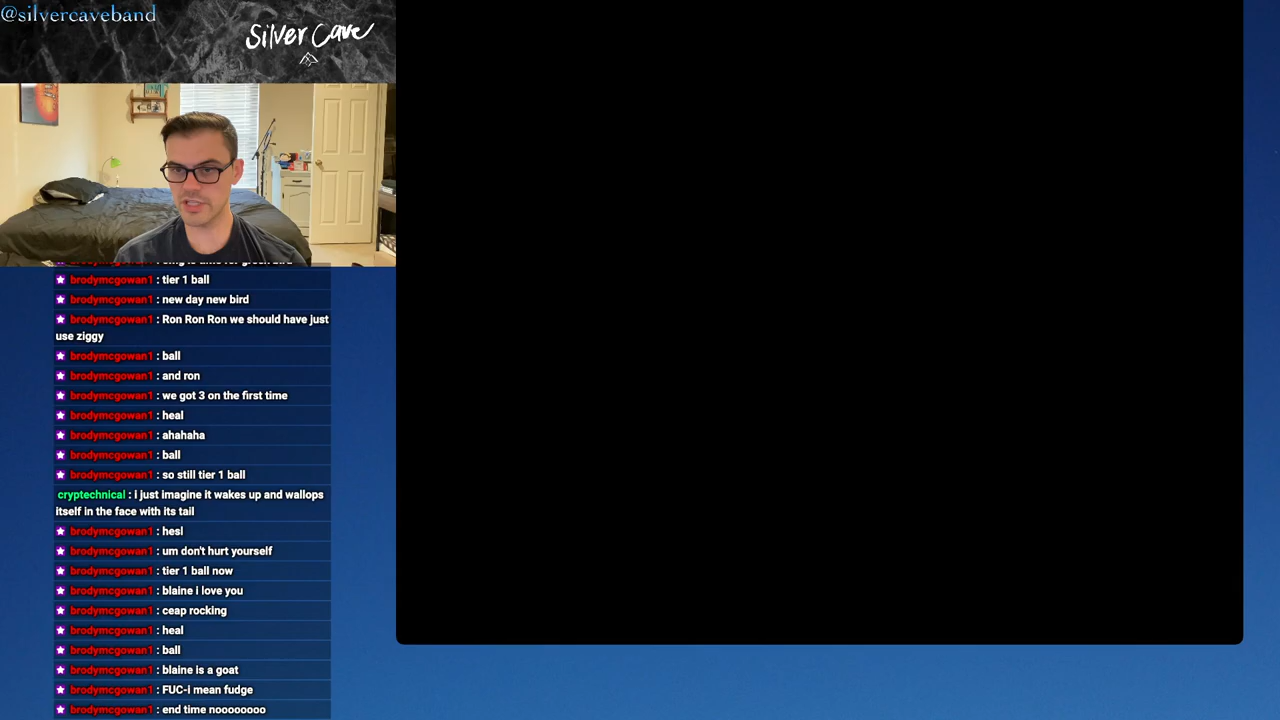 @silvercaveband
Silver Cave
brodymcgowan1 : tier 1 ball
brodymcgowan1 : new day new bird
brodymcgowan1 : Ron Ron Ron we should have just
use ziggy
brodymcgowan1 : ball
brodymcgowan1 : and ron
brodymcgowan1 : we got 3 on the first time
brodymcgowan1 : heal
brodymcgowan1 : ahahaha
brodymcgowan1 : ball
brodymcgowan1 : so still tier 1 ball
cryptechnical : i just imagine it wakes up and wallops
itself in the face with its tail
brodymcgowan1 : hesl
brodymcgowan1 : um don't hurt yourself
brodymcgowan1 : tier 1 ball now
brodymcgowan1 : blaine i love you
brodymcgowan1 : ceap rocking
brodymcgowan1 : heal
brodymcgowan1 : ball
brodymcgowan1 : blaine is a goat
brodymcgowan1 : FUC-i mean fudge
brodymcgowan1 : end time noooooooo